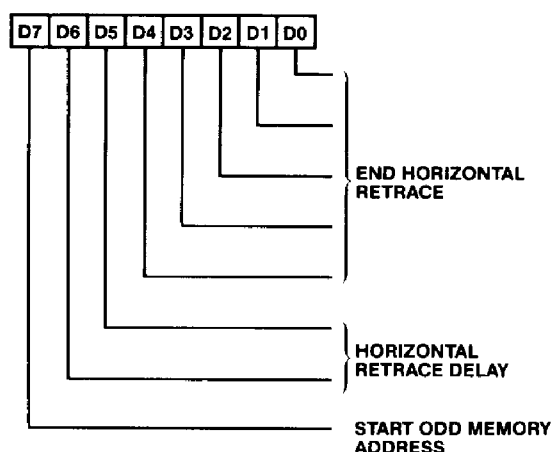 D7 D6 D5 D4 D3 D2 D1 D0
END HORIZONTAL
RETRACE
HORIZONTAL
RETRACE DELAY
START ODD MEMORY
ADDRESS